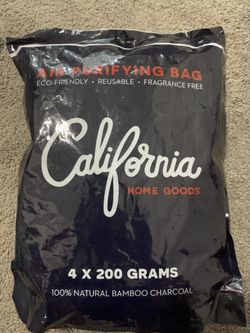 AIR PURIFYING BAG
ECO-FRIENDLY • REUSABLE • FRAGRANCE FREE
California
HOME GOODS
4 X 200 GRAMS
100% NATURAL BAMBOO CHARCOAL